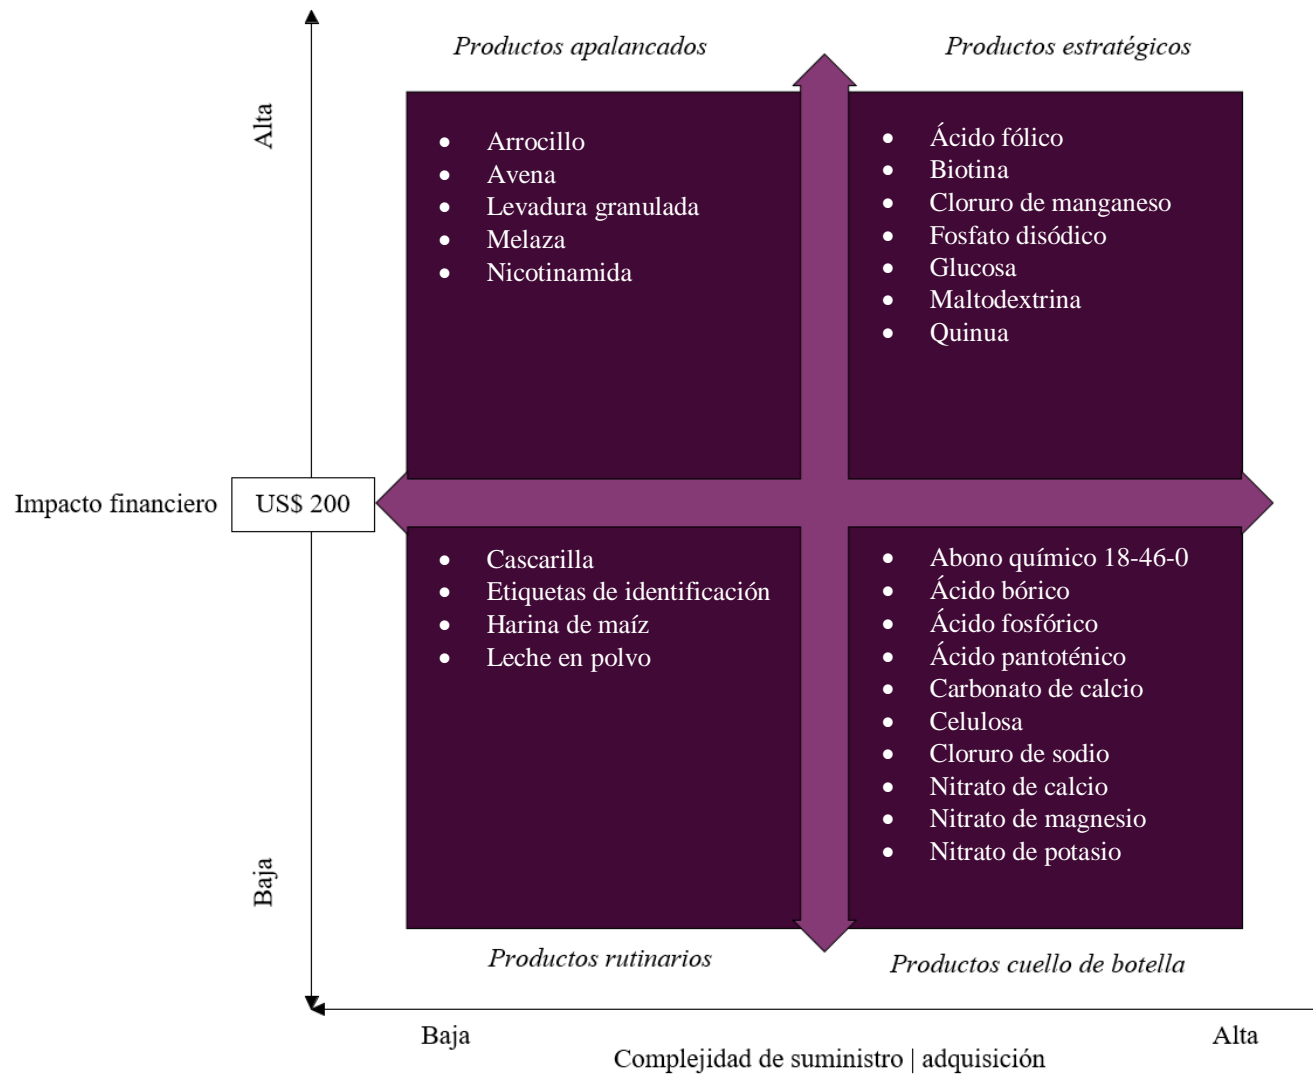 Productos apalancados
Productos estratégicos
Alta
• Arrocillo
• Avena
• Levadura granulada
• Melaza
• Nicotinamida
• Ácido fólico
• Biotina
• Cloruro de manganeso
• Fosfato disódico
• Glucosa
• Maltodextrina
• Quinua
Impacto financiero
US$ 200
• Cascarilla
• Etiquetas de identificación
• Harina de maíz
• Leche en polvo
• Abono químico 18-46-0
• Ácido bórico
• Ácido fosfórico
• Ácido pantoténico
• Carbonato de calcio
• Celulosa
• Cloruro de sodio
• Nitrato de calcio
• Nitrato de magnesio
• Nitrato de potasio
Baja
Productos rutinarios
Productos cuello de botella
Baja
Alta
Complejidad de suministro | adquisición